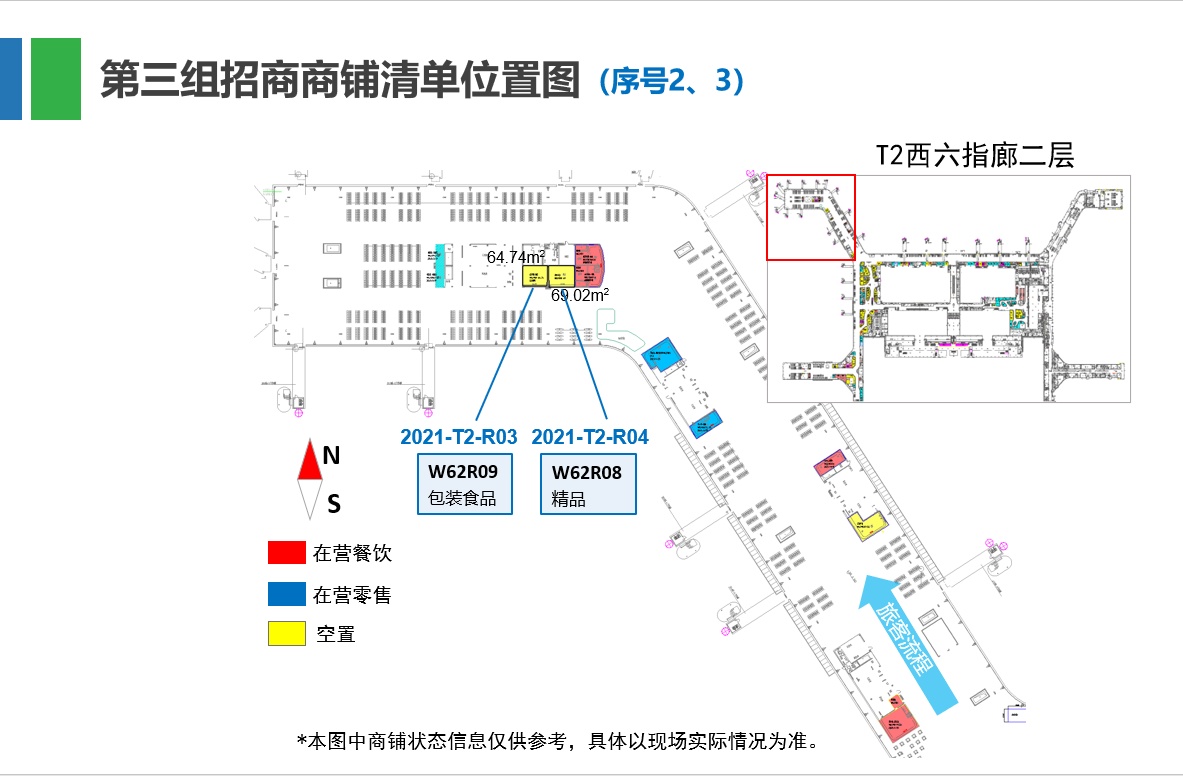 第三组招商商铺清单位置图（序号2、3）
T2西六指廊二层
64.74m²
69.02m²
2021-T2-R03
2021-T2-R04
W62R09
包装食品
W62R08
精品
N
S
在营餐饮
在营零售
空置
旅客流程
*本图中商铺状态信息仅供参考，具体以现场实际情况为准。